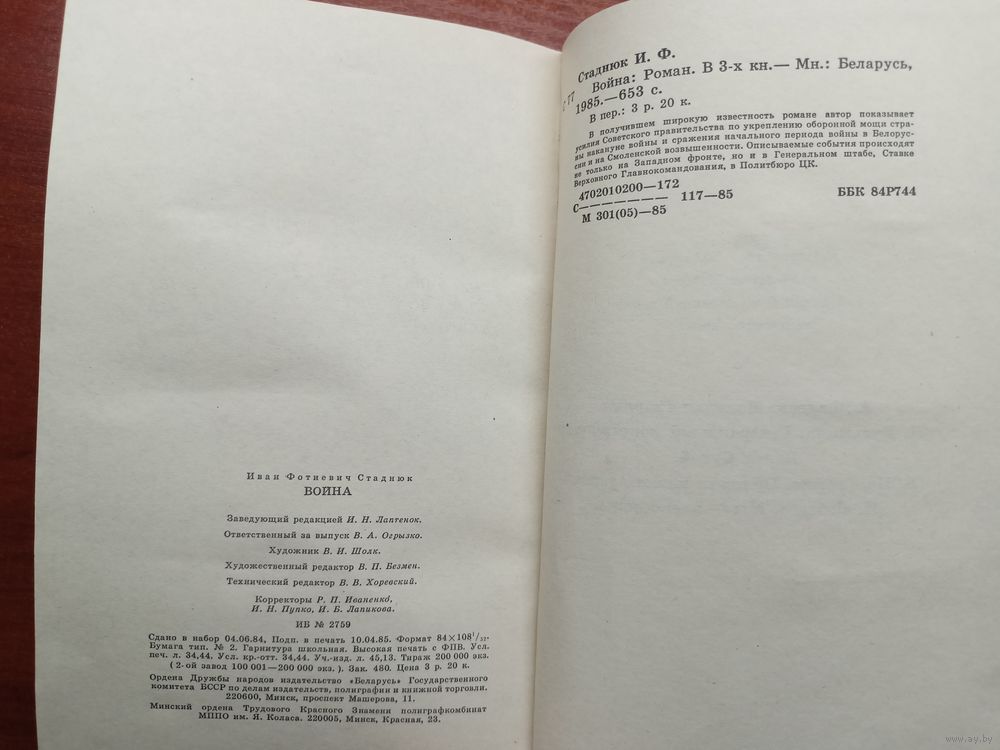 Иван Фотиевич Стаднюк
ВОЙНА
Заведующий редакцией И. Н. Лаптенок.
Ответственный за выпуск В. А. Огрызко.
Художник В. И. Шолк.
Художественный редактор В. П. Безмен.
Технический редактор В. В. Хоревский.
Корректоры Р. П. Иваненко,
И. Н. Пупко, И. Б. Лапикова.
ИБ № 2759
Сдано в набор 04.06.84, Подп. в печать 10.04.85. Формат 84×108¹/₃₂.
Бумага тип. № 2. Гарнитура школьная. Высокая печать с ФПВ. Усл.
печ. л. 34,44. Усл. кр.-отт. 34,44. Уч.-изд. л. 45,13. Тираж 200 000 экз.
(2-ой завод 100 001—200 000 экз.). Зак. 480. Цена 3 р. 20 к.
Ордена Дружбы народов издательство «Беларусь» Государственного
комитета БССР по делам издательств, полиграфии и книжной торговли.
220600, Минск, проспект Машерова, 11.
Минский ордена Трудового Красного Знамени полиграфкомбинат
МППО им. Я. Коласа. 220005, Минск, Красная, 23.
Стаднюк И. Ф.
Война: Роман. В 3-х кн.— Мн.: Беларусь,
С 77 1985.—653 с.
В пер.: 3 р. 20 к.
В получившем широкую известность романе автор показывает
усилия Советского правительства по укреплению оборонной мощи стра-
ны накануне войны и сражения начального периода войны в Белорус-
сии и на Смоленской возвышенности. Описываемые события происходят
не только на Западном фронте, но и в Генеральном штабе, Ставке
Верховного Главнокомандования, в Политбюро ЦК.
4702010200—172
С——————— 117—85 ББК 84Р744
М 301(05)—85
www.ay.by